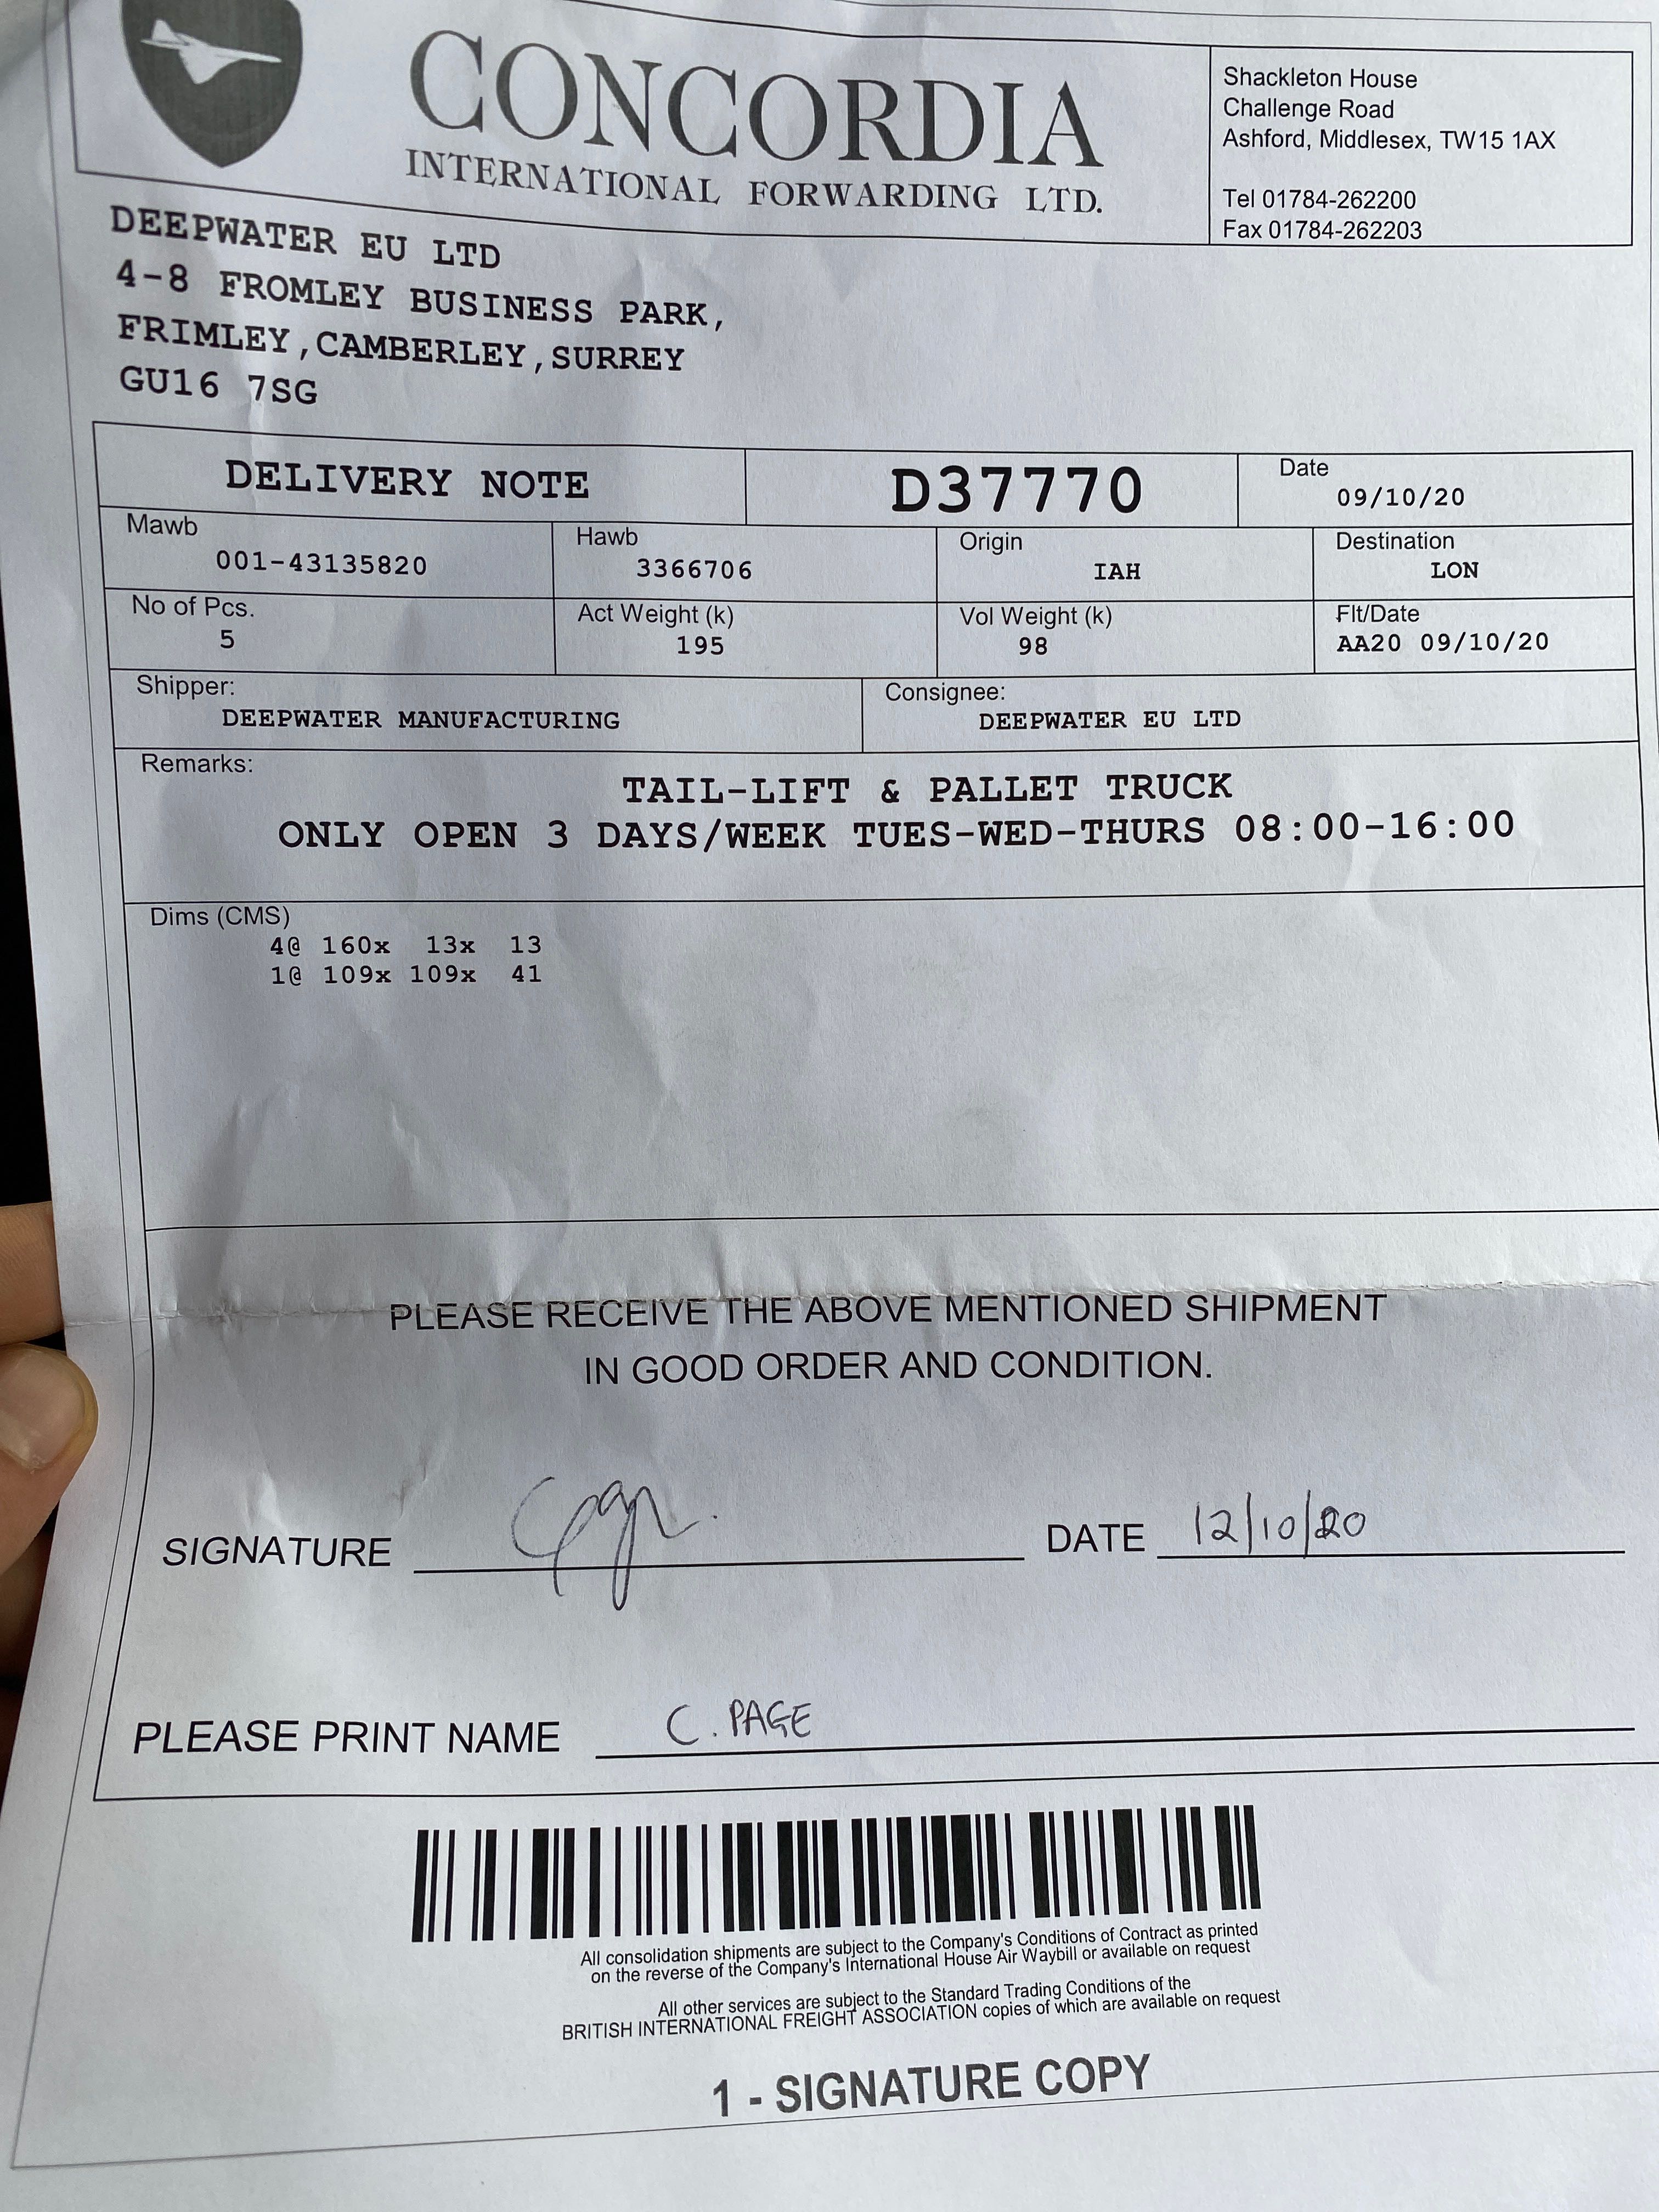 CONCORDIA
INTERNATIONAL FORWARDING LTD.
Shackleton House
Challenge Road
Ashford, Middlesex, TW15 1AX
Tel 01784-262200
Fax 01784-262203
DEEPWATER EU LTD
4-8 FROMLEY BUSINESS PARK,
FRIMLEY,CAMBERLEY,SURREY
GU16 7SG
DELIVERY NOTE D37770 Date
09/10/20
Mawb Hawb Origin Destination
001-43135820 3366706 IAH LON
No of Pcs. Act Weight (k) Vol Weight (k) Flt/Date
5 195 98 AA20 09/10/20
Shipper: Consignee:
DEEPWATER MANUFACTURING DEEPWATER EU LTD
Remarks:
TAIL-LIFT & PALLET TRUCK
ONLY OPEN 3 DAYS/WEEK TUES-WED-THURS 08:00-16:00
Dims (CMS)
4@ 160x 13x 13
1@ 109x 109x 41
PLEASE RECEIVE THE ABOVE MENTIONED SHIPMENT
IN GOOD ORDER AND CONDITION.
SIGNATURE DATE 12/10/20
PLEASE PRINT NAME C. PAGE
All consolidation shipments are subject to the Company's Conditions of Contract as printed
on the reverse of the Company's International House Air Waybill or available on request
All other services are subject to the Standard Trading Conditions of the
BRITISH INTERNATIONAL FREIGHT ASSOCIATION copies of which are available on request
1 - SIGNATURE COPY